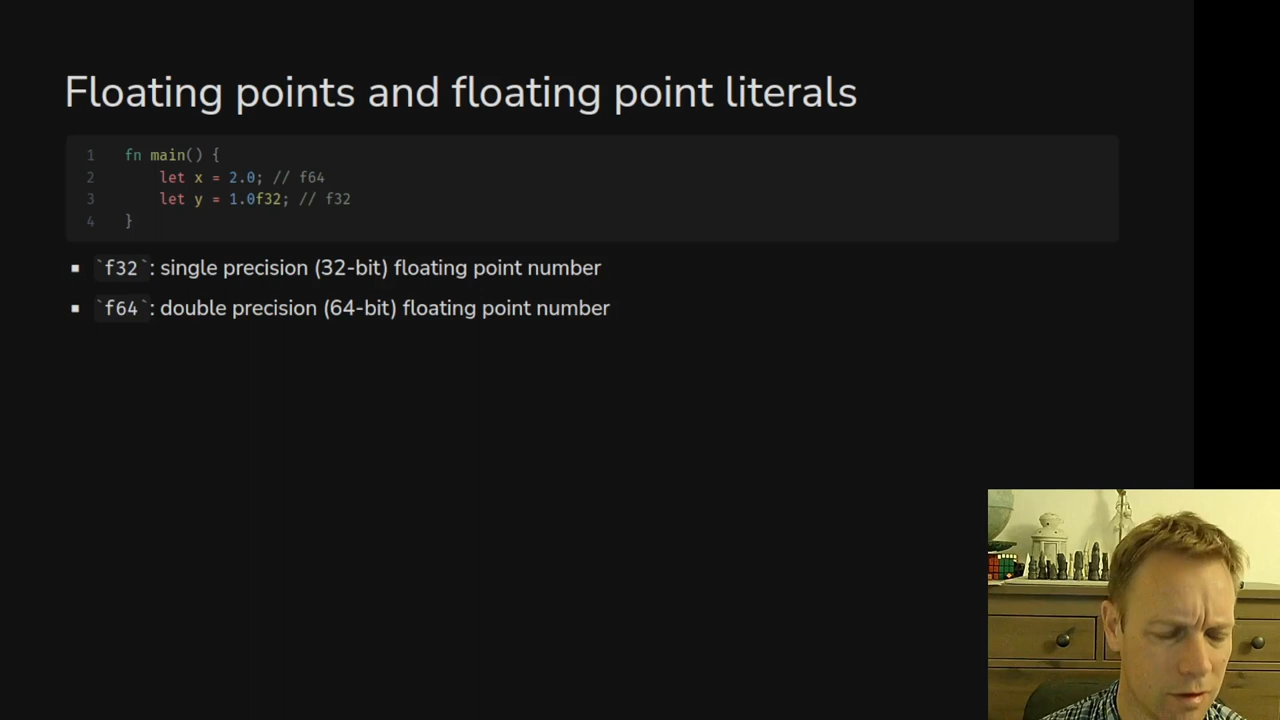 Floating points and floating point literals
1 fn main() {
2 let x = 2.0; // f64
3 let y = 1.0f32; // f32
4 }
▪ `f32`: single precision (32-bit) floating point number
▪ `f64`: double precision (64-bit) floating point number